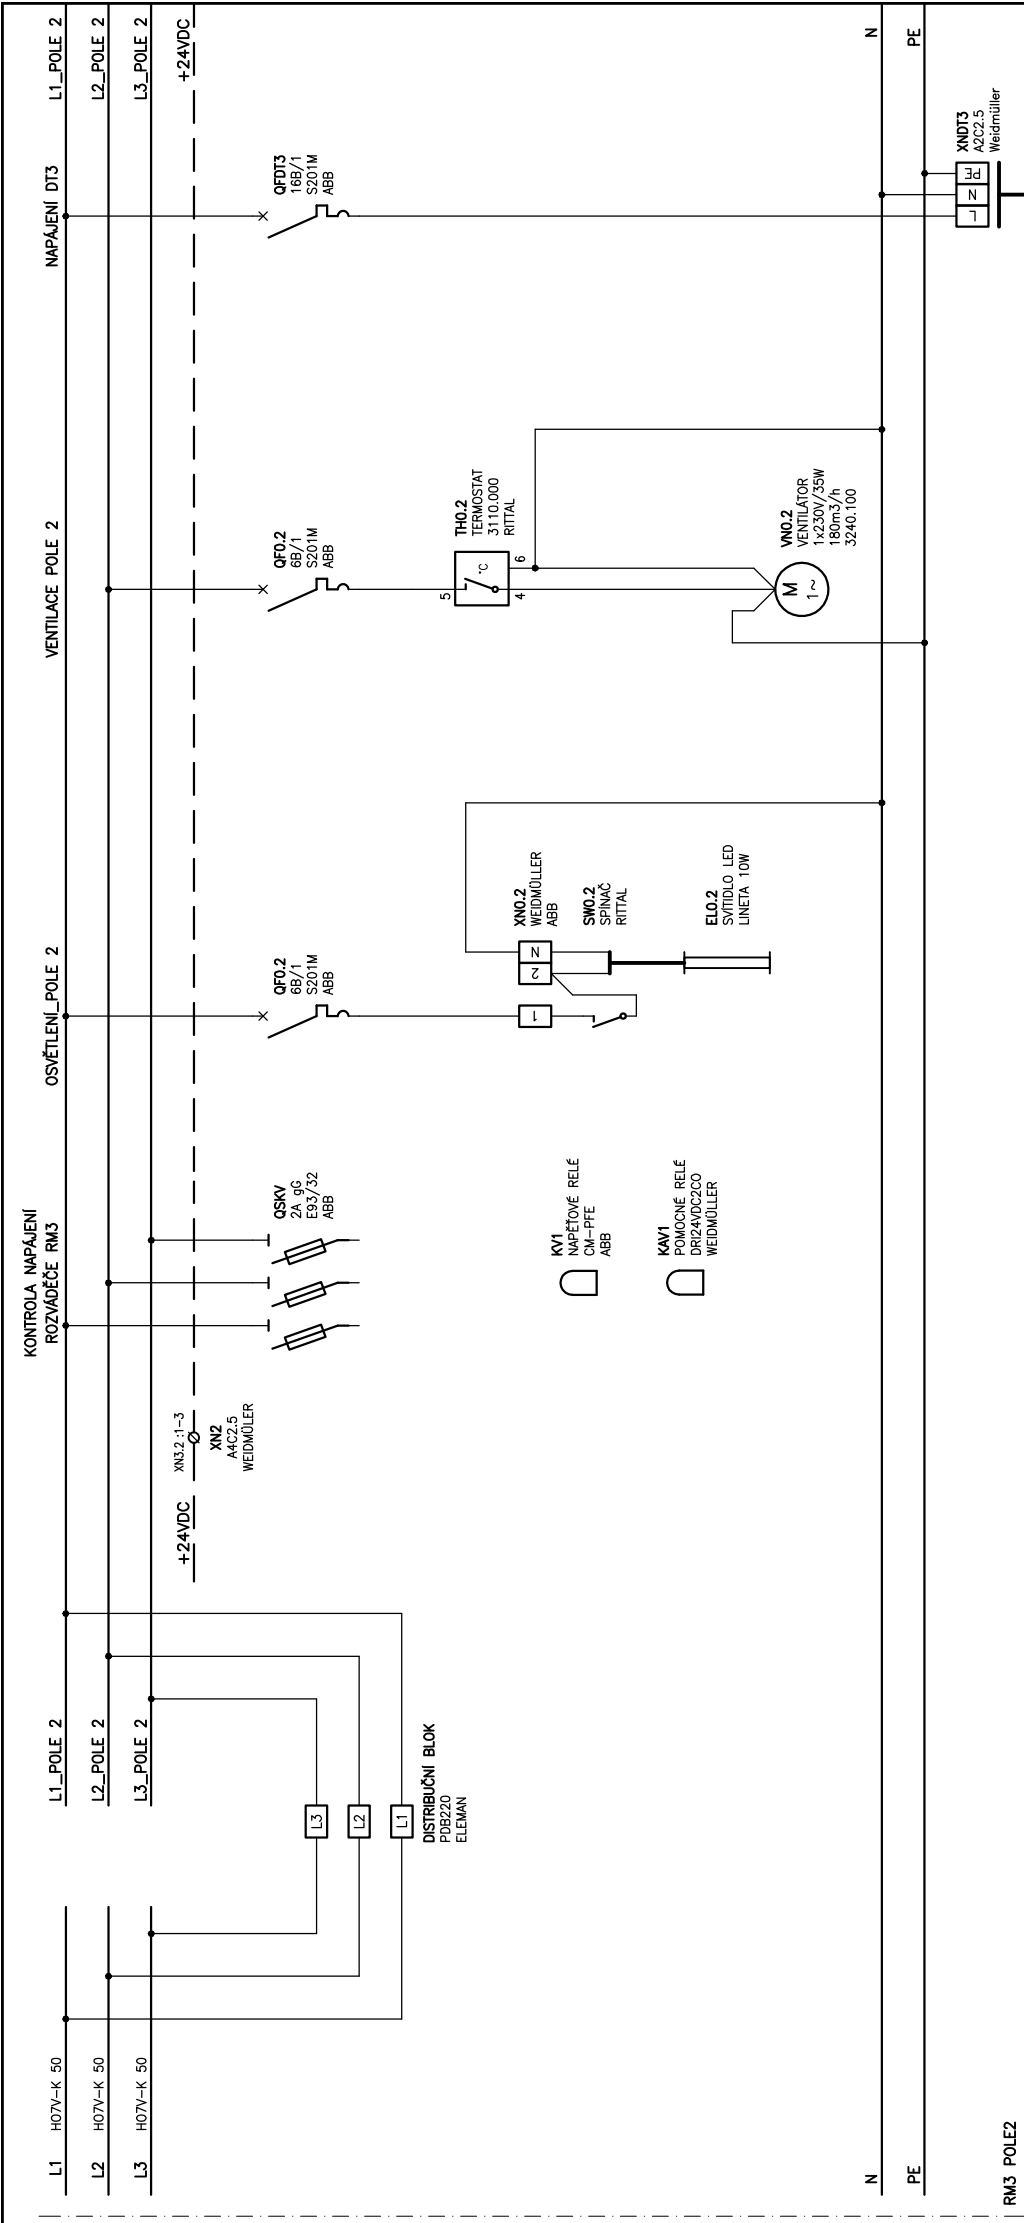 L1 H07V-K 50
L2 H07V-K 50
L3 H07V-K 50
L1_POLE 2
L2_POLE 2
L3_POLE 2
L3
L2
L1
DISTRIBUČNÍ BLOK
PDB220
ELEMAN
+24VDC
XN3.2 :1-3
XN2
A4C2.5
WEIDMÜLER
KONTROLA NAPÁJENÍ
ROZVÁDĚČE RM3
QSKV
2A gG
E93/32
ABB
KV1
NAPĚŤOVÉ RELÉ
CM-PFE
ABB
KAV1
POMOCNÉ RELÉ
DRI24VDC2CO
WEIDMÜLLER
OSVĚTLENÍ_POLE 2
QF0.2
6B/1
S201M
ABB
1
2
N
XN0.2
WEIDMÜLLER
ABB
SW0.2
SPÍNAČ
RITTAL
EL0.2
SVÍTIDLO LED
LINETA 10W
VENTILACE POLE 2
QF0.2
6B/1
S201M
ABB
5
°C
4
6
TH0.2
TERMOSTAT
3110.000
RITTAL
M
1~
VN0.2
VENTILÁTOR
1x230V/35W
180m3/h
3240.100
NAPÁJENÍ DT3
QFDT3
16B/1
S201M
ABB
L1_POLE 2
L2_POLE 2
L3_POLE 2
+24VDC
N
PE
L
N
PE
XNDT3
A2C2.5
Weidmüller
N
PE
RM3 POLE2